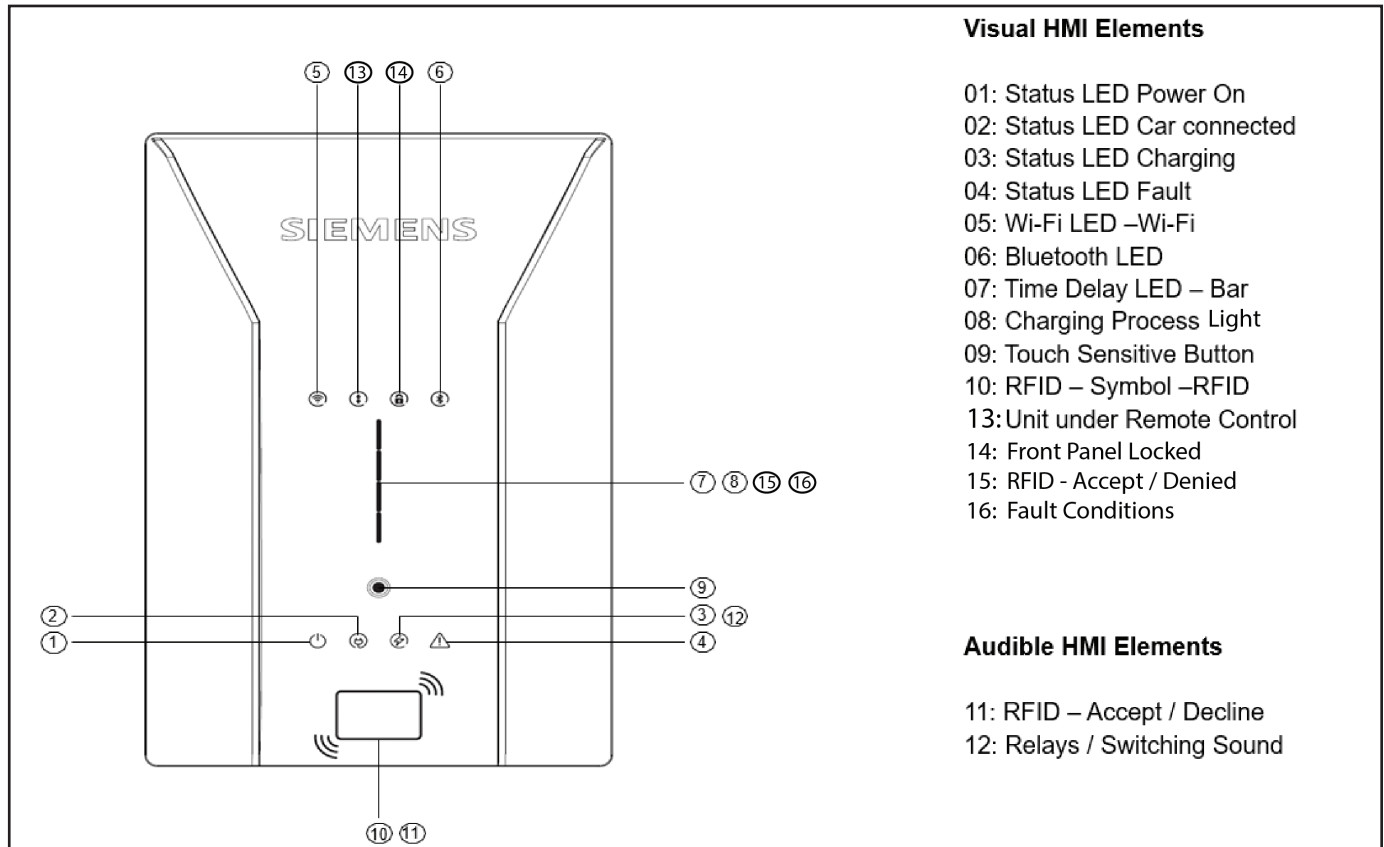 5 13 14 6
SIEMENS
7 8 15 16
9
2
3 12
1
4
10 11
Visual HMI Elements
01: Status LED Power On
02: Status LED Car connected
03: Status LED Charging
04: Status LED Fault
05: Wi-Fi LED –Wi-Fi
06: Bluetooth LED
07: Time Delay LED – Bar
08: Charging Process Light
09: Touch Sensitive Button
10: RFID – Symbol –RFID
13: Unit under Remote Control
14: Front Panel Locked
15: RFID - Accept / Denied
16: Fault Conditions
Audible HMI Elements
11: RFID – Accept / Decline
12: Relays / Switching Sound